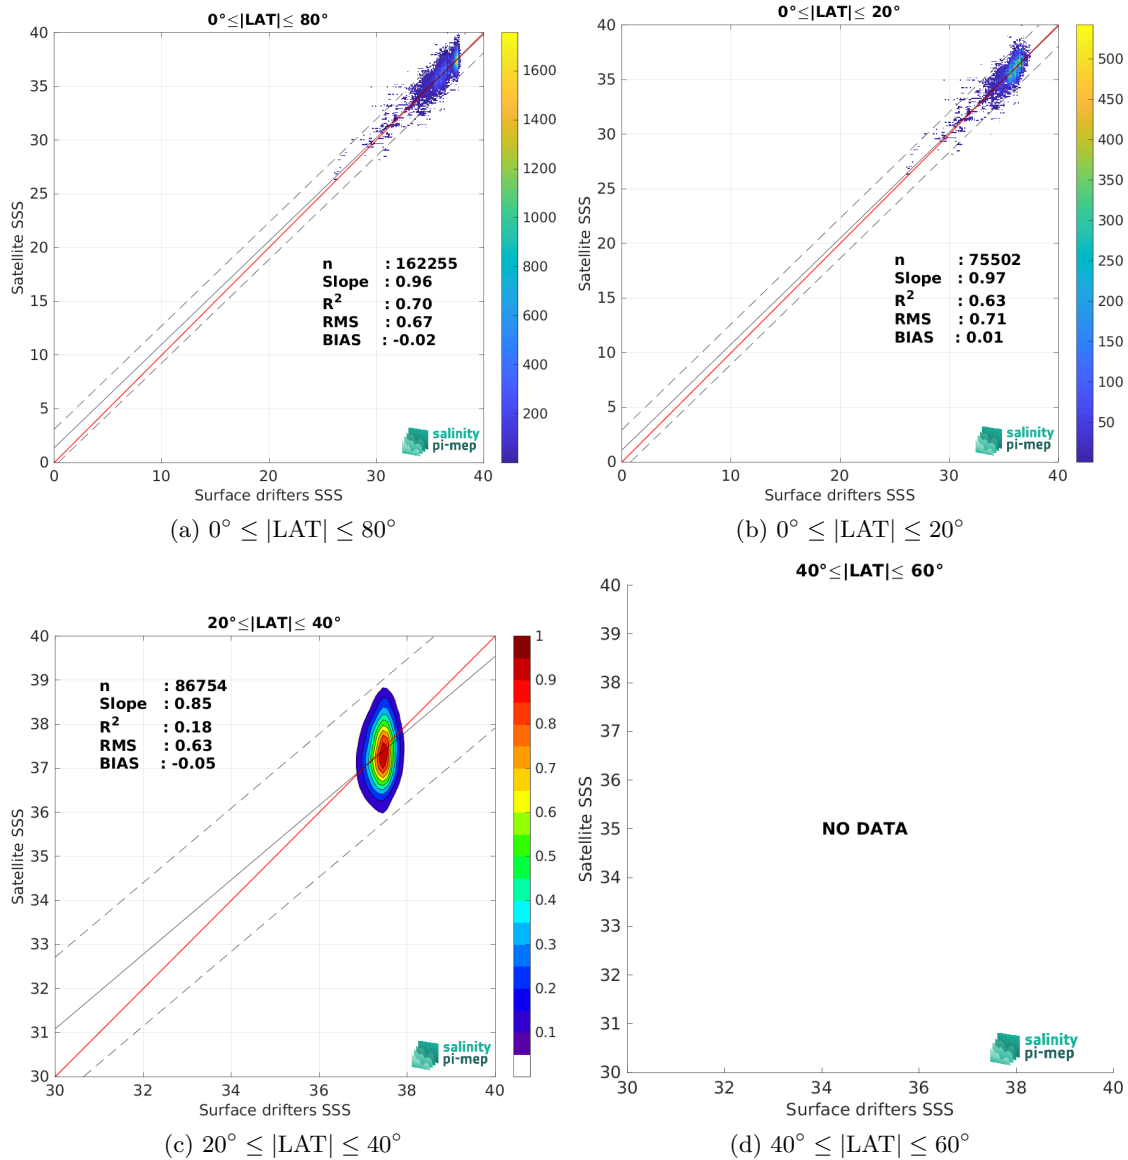 0°≤|LAT|≤ 80°
40
35
30
25
20
15
10
5
0
0
10
20
30
40
Satellite SSS
Surface drifters SSS
n : 162255
Slope : 0.96
R² : 0.70
RMS : 0.67
BIAS : -0.02
1600
1400
1200
1000
800
600
400
200
salinity
pi-mep
(a) 0° ≤ |LAT| ≤ 80°
0°≤|LAT|≤ 20°
40
35
30
25
20
15
10
5
0
0
10
20
30
40
Satellite SSS
Surface drifters SSS
n : 75502
Slope : 0.97
R² : 0.63
RMS : 0.71
BIAS : 0.01
500
450
400
350
300
250
200
150
100
50
salinity
pi-mep
(b) 0° ≤ |LAT| ≤ 20°
20°≤|LAT|≤ 40°
40
39
38
37
36
35
34
33
32
31
30
30
32
34
36
38
40
Satellite SSS
Surface drifters SSS
n : 86754
Slope : 0.85
R² : 0.18
RMS : 0.63
BIAS : -0.05
1
0.9
0.8
0.7
0.6
0.5
0.4
0.3
0.2
0.1
salinity
pi-mep
(c) 20° ≤ |LAT| ≤ 40°
40°≤|LAT|≤ 60°
40
39
38
37
36
35
34
33
32
31
30
30
32
34
36
38
40
Satellite SSS
Surface drifters SSS
NO DATA
salinity
pi-mep
(d) 40° ≤ |LAT| ≤ 60°